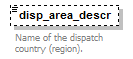 disp_area_descr
Name of the dispatch
country (region).